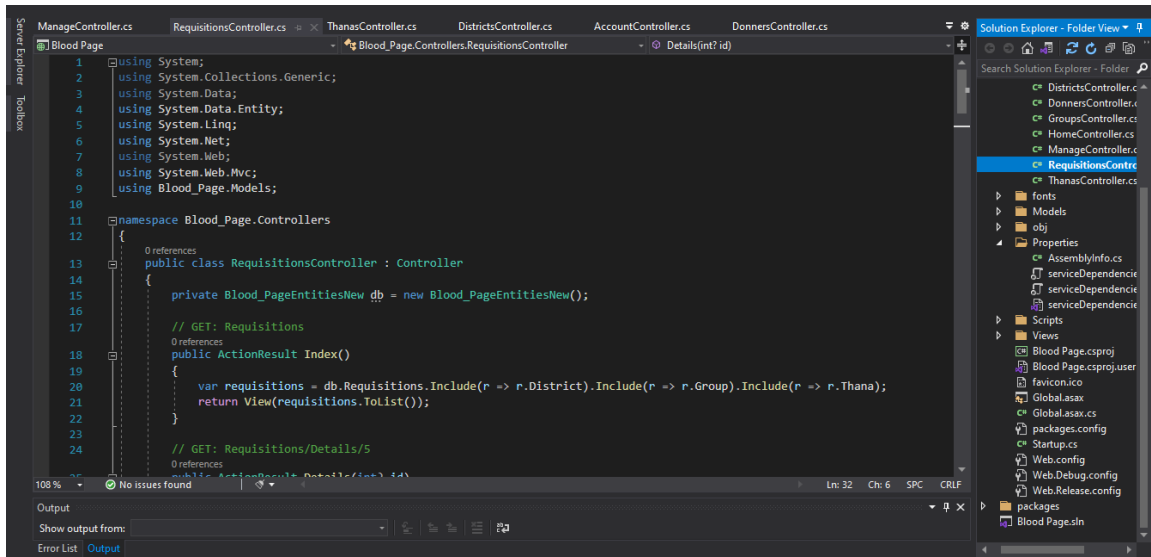 Server Explorer
Toolbox
ManageController.cs
RequisitionsController.cs
ThanasController.cs
DistrictsController.cs
AccountController.cs
DonnersController.cs
Blood Page
Blood_Page.Controllers.RequisitionsController
Details(int? id)
1 using System;
2 using System.Collections.Generic;
3 using System.Data;
4 using System.Data.Entity;
5 using System.Linq;
6 using System.Net;
7 using System.Web;
8 using System.Web.Mvc;
9 using Blood_Page.Models;
10
11 namespace Blood_Page.Controllers
12 {
0 references
13 public class RequisitionsController : Controller
14 {
15 private Blood_PageEntitiesNew db = new Blood_PageEntitiesNew();
16
17 // GET: Requisitions
0 references
18 public ActionResult Index()
19 {
20 var requisitions = db.Requisitions.Include(r => r.District).Include(r => r.Group).Include(r => r.Thana);
21 return View(requisitions.ToList());
22 }
23
24 // GET: Requisitions/Details/5
0 references
25 public ActionResult Details(int? id)
108 %
No issues found
Ln: 32
Ch: 6
SPC
CRLF
Output
Show output from:
Error List
Output
Solution Explorer - Folder View
Search Solution Explorer - Folder
C# DistrictsController.c
C# DonnersController.c
C# GroupsController.cs
C# HomeController.cs
C# ManageController.c
C# RequisitionsContro
C# ThanasController.cs
fonts
Models
obj
Properties
C# AssemblyInfo.cs
serviceDependencie
serviceDependencie
serviceDependencie
Scripts
Views
C# Blood Page.csproj
Blood Page.csproj.user
favicon.ico
Global.asax
C# Global.asax.cs
packages.config
C# Startup.cs
Web.config
Web.Debug.config
Web.Release.config
packages
Blood Page.sln